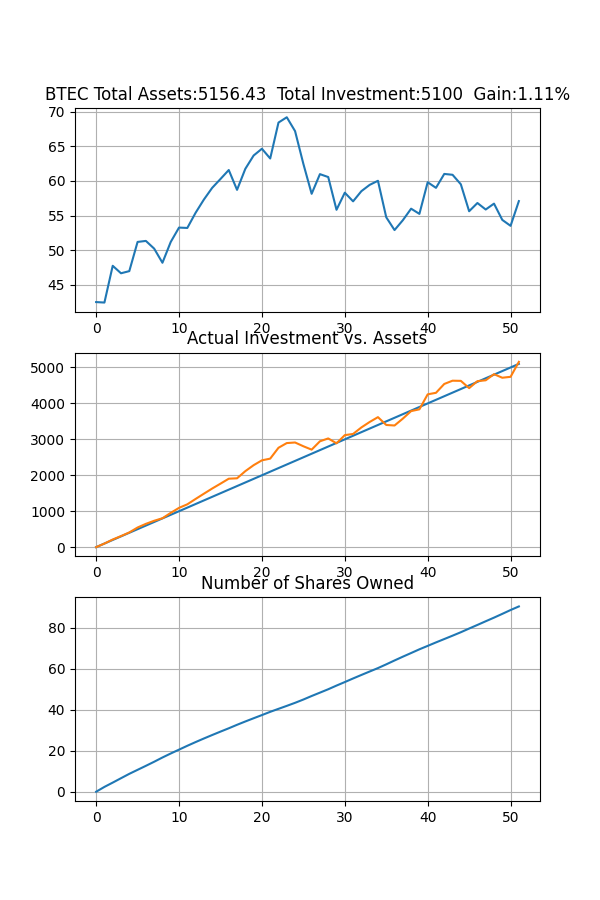 BTEC Total Assets:5156.43  Total Investment:5100  Gain:1.11%
70
65
60
55
50
45
0 10 20 30 40 50
Actual Investment vs. Assets
5000
4000
3000
2000
1000
0
0 10 20 30 40 50
Number of Shares Owned
80
60
40
20
0
0 10 20 30 40 50